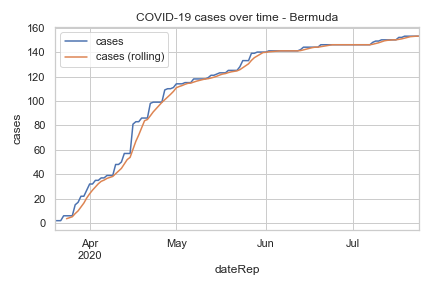 COVID-19 cases over time - Bermuda
cases
cases (rolling)
160
140
120
100
80
60
40
20
0
cases
Apr
2020
May
Jun
Jul
dateRep